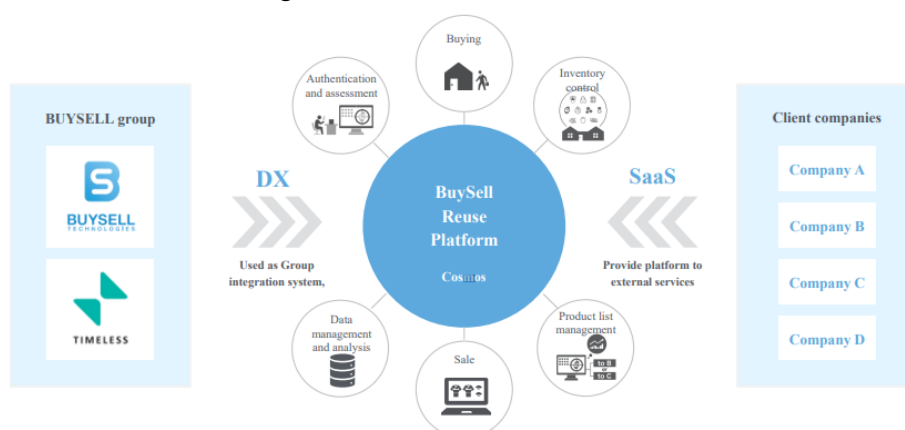 Buying
Authentication
and assessment
Inventory
control
BUYSELL group
BUYSELL
TECHNOLOGIES
TIMELESS
DX
Used as Group
integration system,
BuySell
Reuse
Platform
Cosmos
SaaS
Provide platform to
external services
Client companies
Company A
Company B
Company C
Company D
Data
management
and analysis
Sale
Product list
management
to B
or
to C